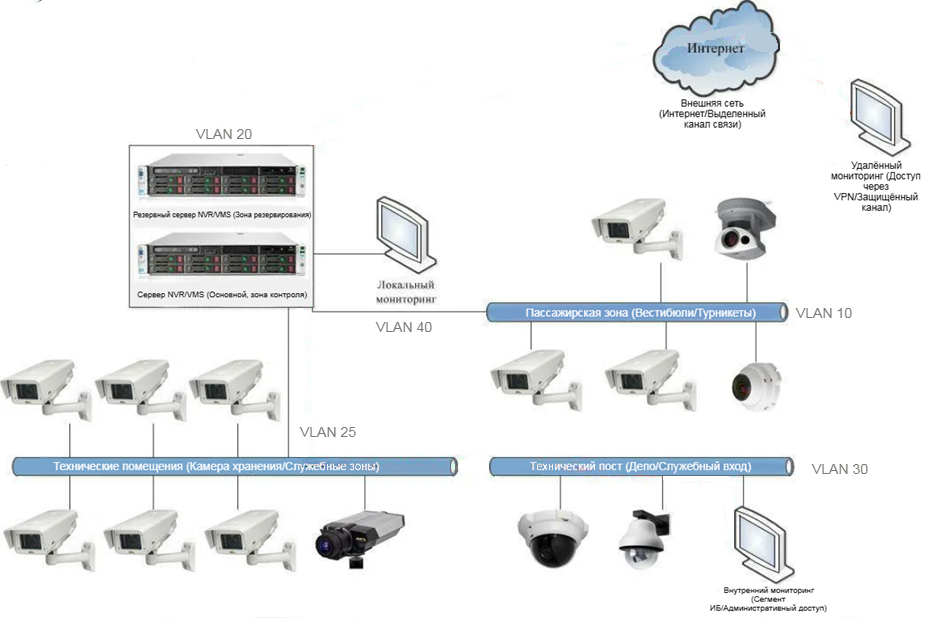 Интернет
Внешняя сеть
(Интернет/Выделенный
канал связи)
Удалённый
мониторинг (Доступ
через
VPN/Защищённый
канал)
VLAN 20
Резервный сервер NVR/VMS (Зона резервирования)
Сервер NVR/VMS (Основной, зона контроля)
Локальный
мониторинг
VLAN 40
Пассажирская зона (Вестибюли/Турникеты)
VLAN 10
VLAN 25
Технические помещения (Камера хранения/Служебные зоны)
Технический пост (Депо/Служебный вход)
VLAN 30
Внутренний мониторинг
(Сегмент
ИБ/Административный доступ)